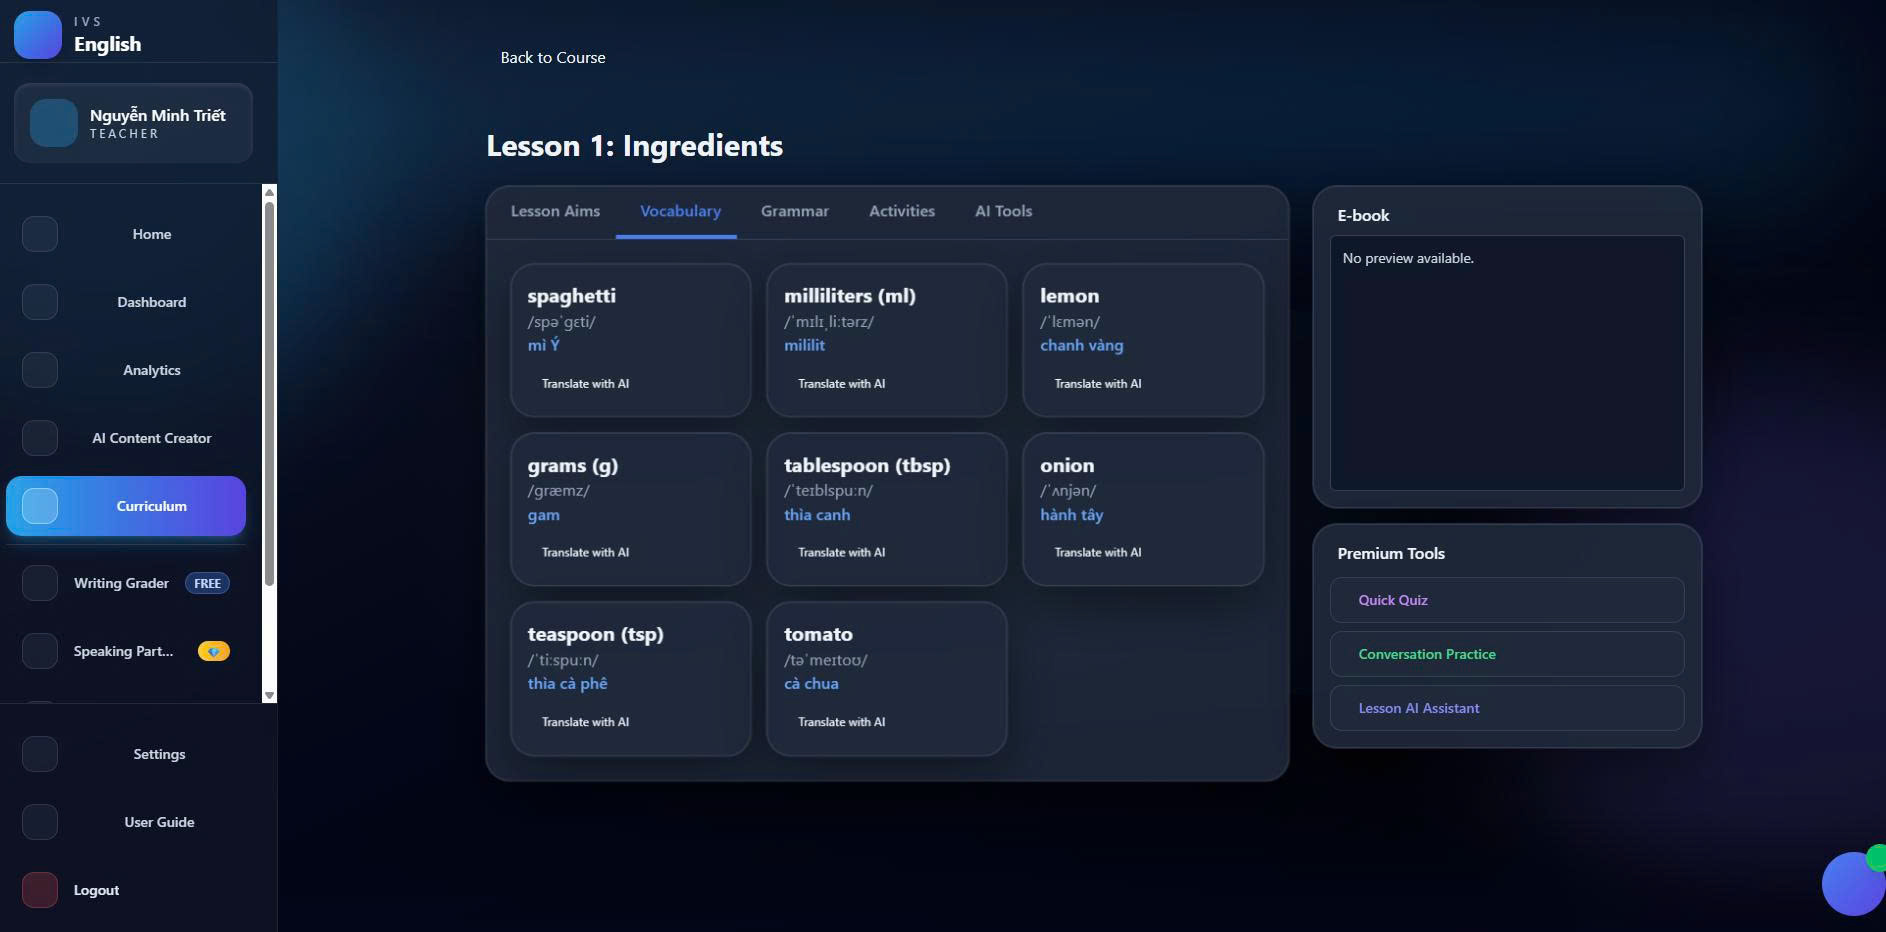 IVS
English
Nguyễn Minh Triết
TEACHER
Home
Dashboard
Analytics
AI Content Creator
Curriculum
Writing Grader FREE
Speaking Part...
Settings
User Guide
Logout
Back to Course
Lesson 1: Ingredients
Lesson Aims Vocabulary Grammar Activities AI Tools
spaghetti
/spəˈɡɛti/
mì Ý
Translate with AI
milliliters (ml)
/ˈmɪlɪˌliːtərz/
mililit
Translate with AI
lemon
/ˈlɛmən/
chanh vàng
Translate with AI
grams (g)
/ɡræmz/
gam
Translate with AI
tablespoon (tbsp)
/ˈteɪblspuːn/
thìa canh
Translate with AI
onion
/ˈʌnjən/
hành tây
Translate with AI
teaspoon (tsp)
/ˈtiːspuːn/
thìa cà phê
Translate with AI
tomato
/təˈmeɪtoʊ/
cà chua
Translate with AI
E-book
No preview available.
Premium Tools
Quick Quiz
Conversation Practice
Lesson AI Assistant